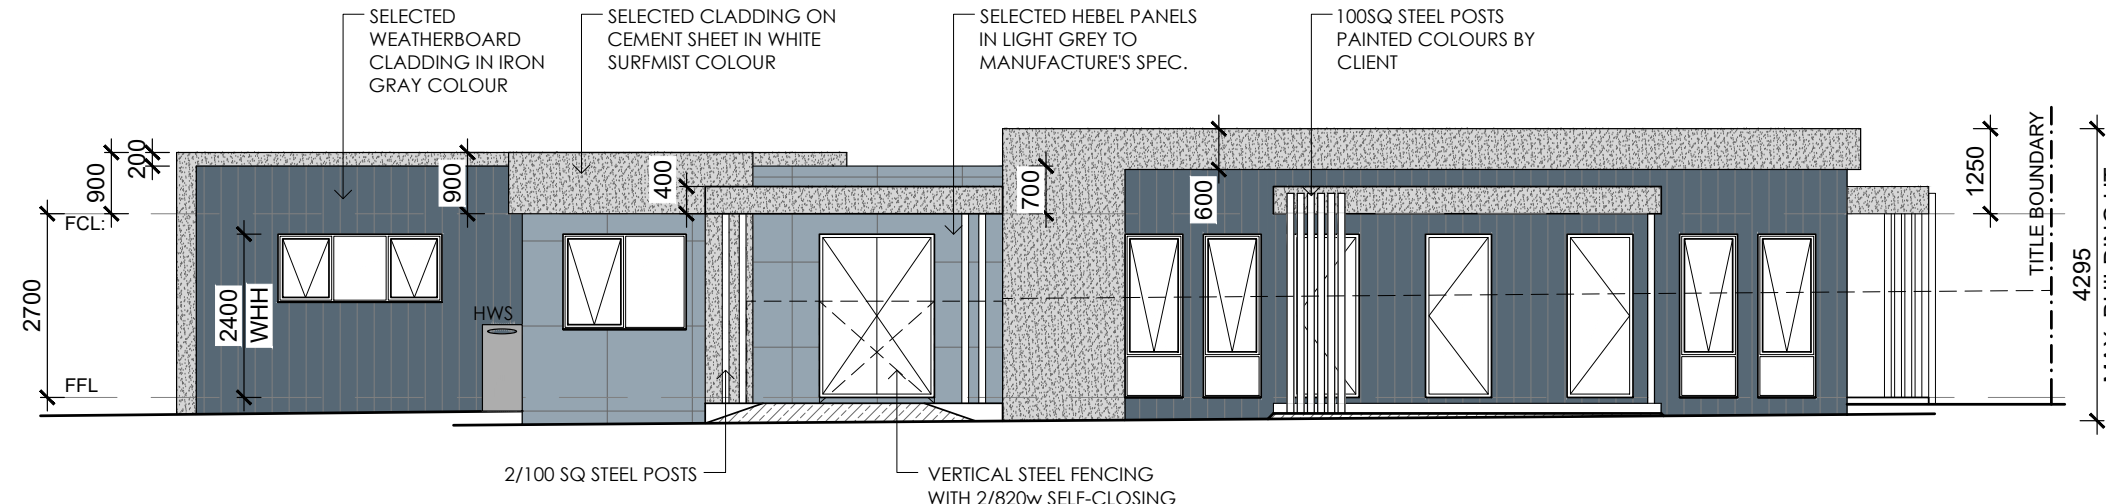 SELECTED
WEATHERBOARD
CLADDING IN IRON
GRAY COLOUR
SELECTED CLADDING ON
CEMENT SHEET IN WHITE
SURFMIST COLOUR
SELECTED HEBEL PANELS
IN LIGHT GREY TO
MANUFACTURE'S SPEC.
100SQ STEEL POSTS
PAINTED COLOURS BY
CLIENT
900
200
900
400
700
600
1250
TITLE BOUNDARY
4295
FCL:
2700
2400
WHH
HWS
FFL
2/100 SQ STEEL POSTS
VERTICAL STEEL FENCING
WITH 2/820w SELF-CLOSING